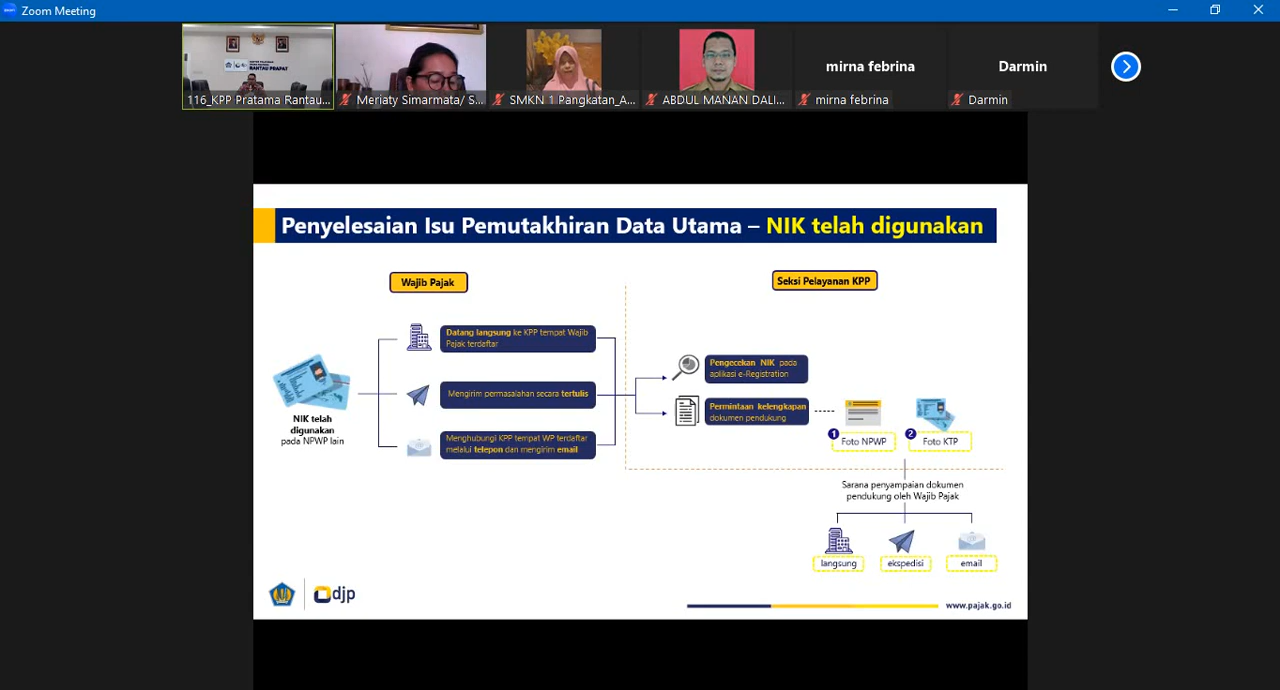 Zoom Meeting
RANTAU PRAPAT
mirna febrina
Darmin
116_KPP Pratama Rantau...
Meriaty Simarmata/ S...
SMKN 1 Pangkatan_A...
ABDUL MANAN DALI...
mirna febrina
Darmin
Penyelesaian Isu Pemutakhiran Data Utama – NIK telah digunakan
Wajib Pajak
Seksi Pelayanan KPP
NIK telah
digunakan
pada NPWP lain
Datang langsung ke KPP tempat Wajib
Pajak terdaftar
Mengirim permasalahan secara tertulis
Menghubungi KPP tempat WP terdaftar
melalui telepon dan mengirim email
Pengecekan NIK pada
aplikasi e-Registration
Permintaan kelengkapan
dokumen pendukung
1
Foto NPWP
2
Foto KTP
Sarana penyampaian dokumen
pendukung oleh Wajib Pajak
langsung
ekspedisi
email
djp
www.pajak.go.id